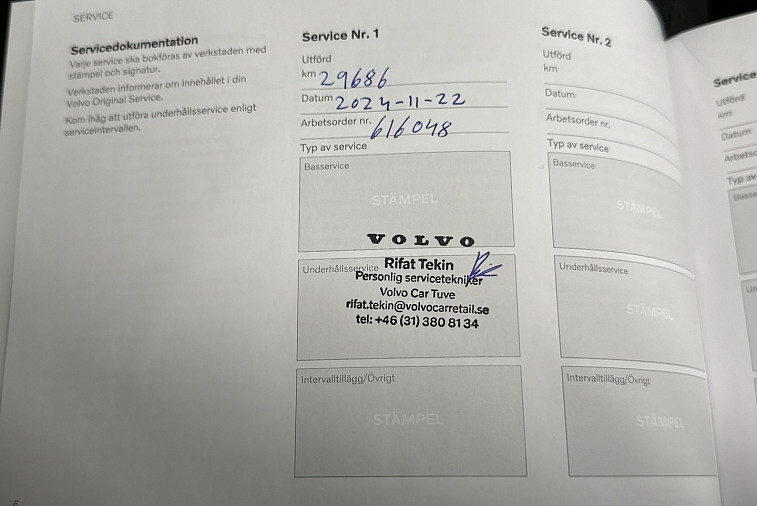 SERVICE
Servicedokumentation
Varje service ska bokföras av verkstaden med
stämpel och signatur.
Verkstaden informerar om innehållet i din
Volvo Original Service.
Kom ihåg att utföra underhållsservice enligt
serviceintervallen.
Service Nr. 1
Utförd
km 29686
Datum 2024-11-22
Arbetsorder nr. 616048
Typ av service
Basservice
STÄMPEL
VOLVO
Underhållsservice
Rifat Tekin
Personlig servicetekniker
Volvo Car Tuve
rifat.tekin@volvocarretail.se
tel: +46 (31) 380 81 34
Intervalltillägg/Övrigt
STÄMPEL
Service Nr. 2
Utförd
km
Datum
Arbetsorder nr.
Typ av service
Basservice
STÄMPEL
Underhållsservice
STÄMPEL
Intervalltillägg/Övrigt
STÄMPEL
Service
Utförd
km
Datum
Typ av
6